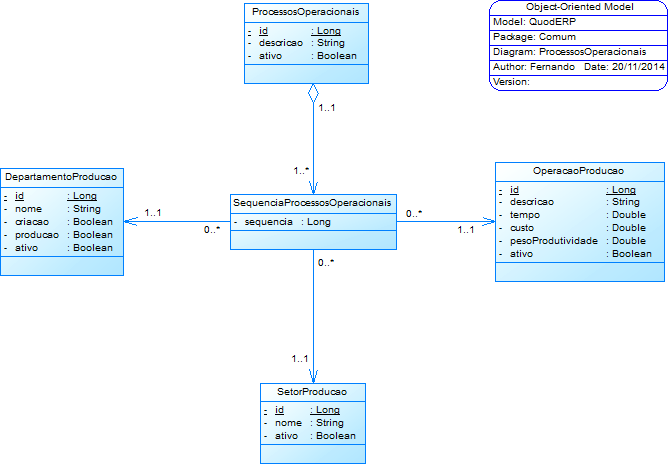 ProcessosOperacionais
- id : Long
- descricao : String
- ativo : Boolean
Object-Oriented Model
Model: QuodERP
Package: Comum
Diagram: ProcessosOperacionais
Author: Fernando Date: 20/11/2014
Version:
1..1
1..*
DepartamentoProducao
- id : Long
- nome : String
- criacao : Boolean
- producao : Boolean
- ativo : Boolean
1..1
0..*
SequenciaProcessosOperacionais
- sequencia : Long
0..*
1..1
OperacaoProducao
- id : Long
- descricao : String
- tempo : Double
- custo : Double
- pesoProdutividade : Double
- ativo : Boolean
0..*
1..1
SetorProducao
- id : Long
- nome : String
- ativo : Boolean